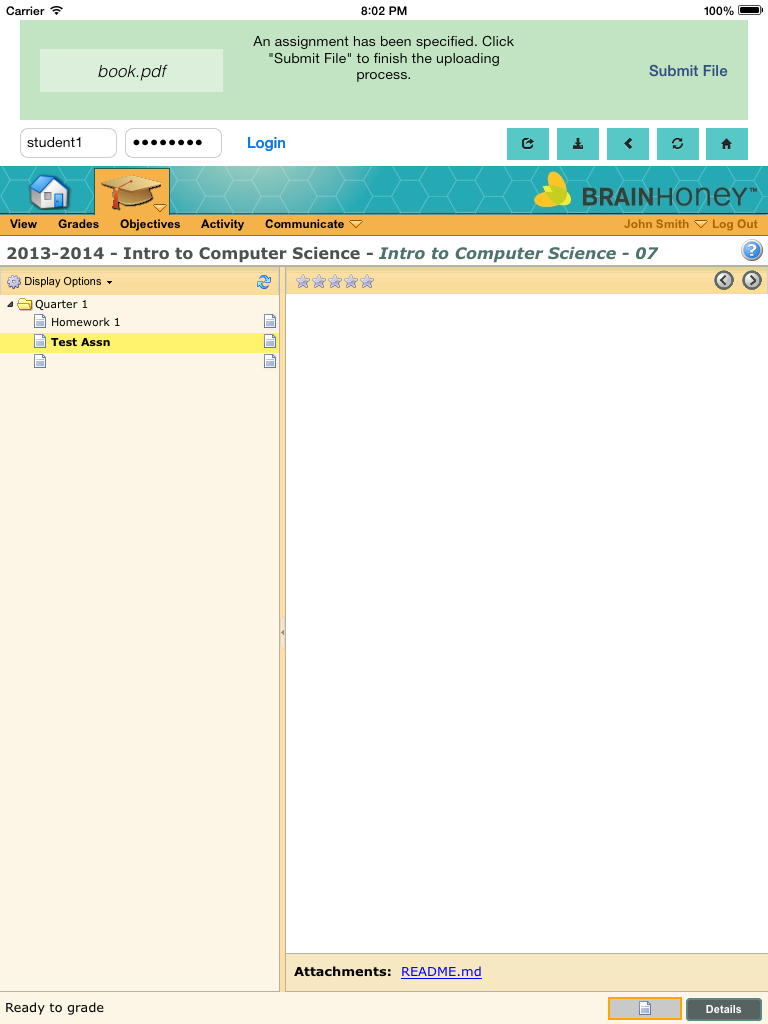 Carrier 8:02 PM 100%
book.pdf
An assignment has been specified. Click
"Submit File" to finish the uploading
process.
Submit File
student1 ●●●●●●●● Login
BRAINHONEY™
View Grades Objectives Activity Communicate John Smith Log Out
2013-2014 - Intro to Computer Science - Intro to Computer Science - 07 ?
Display Options
Quarter 1
Homework 1
Test Assn
Attachments: README.md
Ready to grade Details